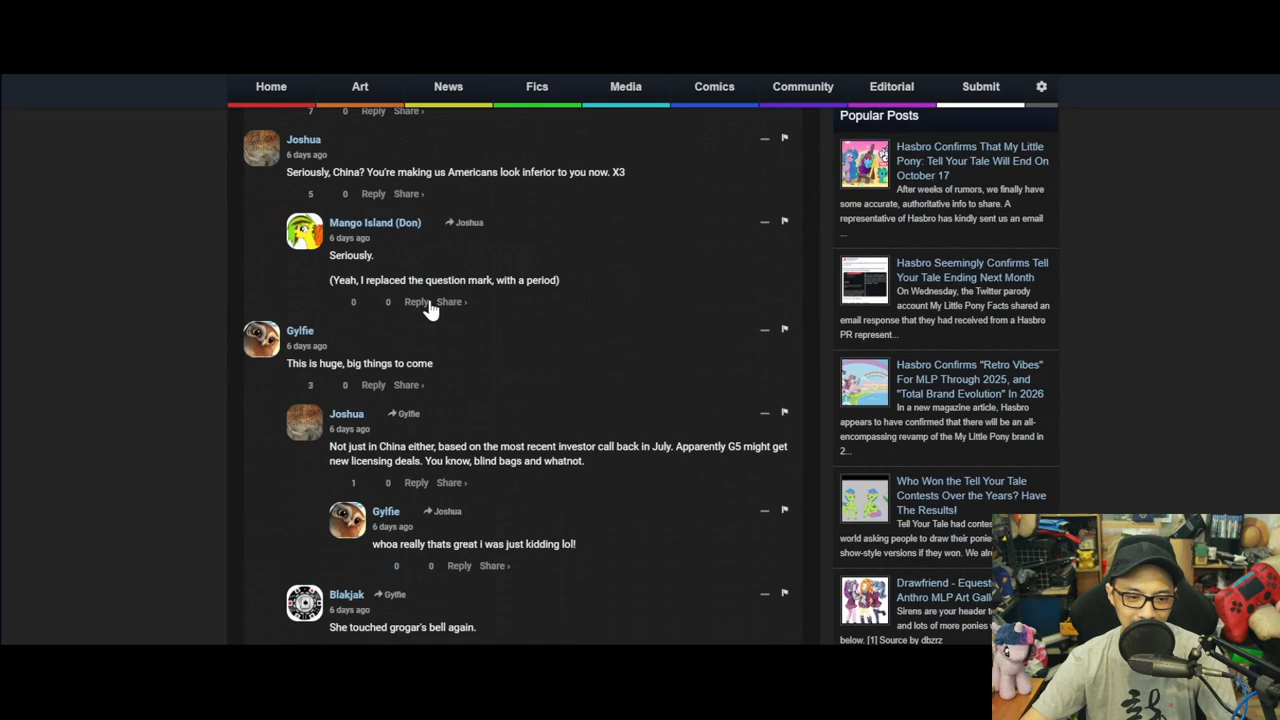 Home Art News Fics Media Comics Community Editorial Submit
7 0 Reply Share ›
Joshua
6 days ago
Seriously, China? You're making us Americans look inferior to you now. X3
5 Reply Share ›
Mango Island (Don) Joshua
6 days ago
Seriously.
(Yeah, I replaced the question mark, with a period)
0 0 Reply Share ›
Gylfie
6 days ago
This is huge, big things to come
3 0 Reply Share ›
Joshua Gylfie
6 days ago
Not just in China either, based on the most recent investor call back in July. Apparently G5 might get
new licensing deals. You know, blind bags and whatnot.
1 0 Reply Share ›
Gylfie Joshua
6 days ago
whoa really thats great i was just kidding lol!
0 0 Reply Share ›
Blakjak Gylfie
6 days ago
She touched grogar's bell again.
Popular Posts
Hasbro Confirms That My Little
Pony: Tell Your Tale Will End On
October 17
After weeks of rumors, we finally have
some accurate, authoritative info to share. A
representative of Hasbro has kindly sent us an email
...
Hasbro Seemingly Confirms Tell
Your Tale Ending Next Month
On Wednesday, the Twitter parody
account My Little Pony Facts shared an
email response that they had received from a Hasbro
PR represent...
Hasbro Confirms "Retro Vibes"
For MLP Through 2025, and
"Total Brand Evolution" In 2026
In a new magazine article, Hasbro
appears to have confirmed that there will be an all-
encompassing revamp of the My Little Pony brand in
2...
Who Won the Tell Your Tale
Contests Over the Years? Have
The Results!
Tell Your Tale had contes
world asking people to draw their ponie
show-style versions if they won. We alr
Drawfriend - Equest
Anthro MLP Art Gall
Sirens are your header t
and lots of more ponies v
below. [1] Source by dbzrz